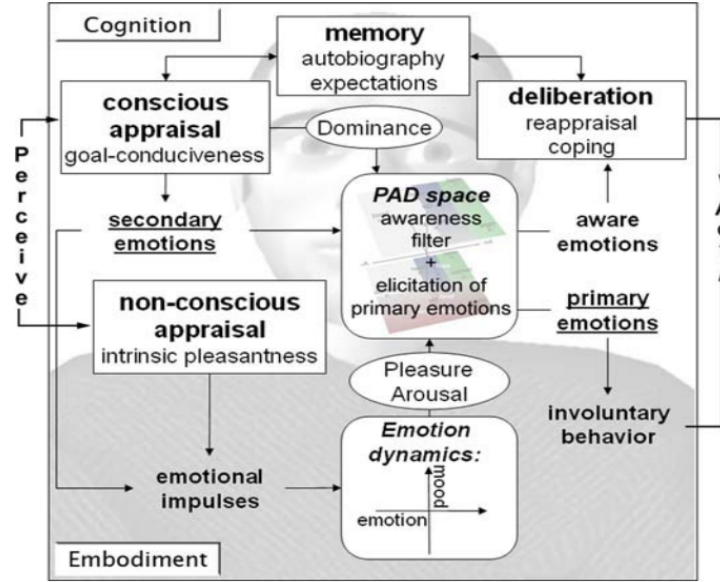 Cognition
memory
autobiography
expectations
conscious
appraisal
goal-conduciveness
Dominance
deliberation
reappraisal
coping
Perceive
secondary
emotions
PAD space
awareness
filter
+
elicitation of
primary emotions
aware
emotions
non-conscious
appraisal
intrinsic pleasantness
primary
emotions
Pleasure
Arousal
involuntary
behavior
Emotion
dynamics:
mood
emotion
emotional
impulses
Embodiment